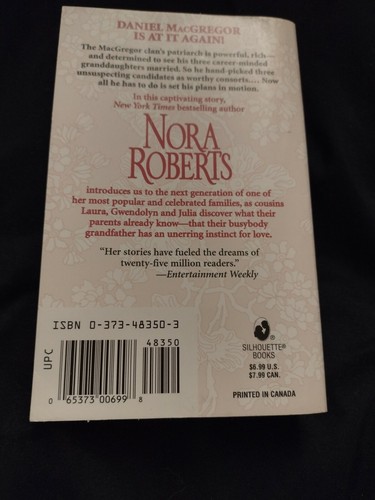 DANIEL MACGREGOR
IS AT IT AGAIN!
The MacGregor clan's patriarch is powerful, rich—
and determined to see his three career-minded
granddaughters married. So he hand-picked three
unsuspecting candidates as worthy consorts.... Now
all he has to do is set his plans in motion.
In this captivating story,
New York Times bestselling author
NORA
ROBERTS
introduces us to the next generation of one of
her most popular and celebrated families, as cousins
Laura, Gwendolyn and Julia discover what their
parents already know—that their busybody
grandfather has an unerring instinct for love.
"Her stories have fueled the dreams of
twenty-five million readers."
—Entertainment Weekly
ISBN 0-373-48350-3
48350
UPC
0 65373 00699 8
SILHOUETTE®
BOOKS
$6.99 U.S.
$7.99 CAN.
PRINTED IN CANADA